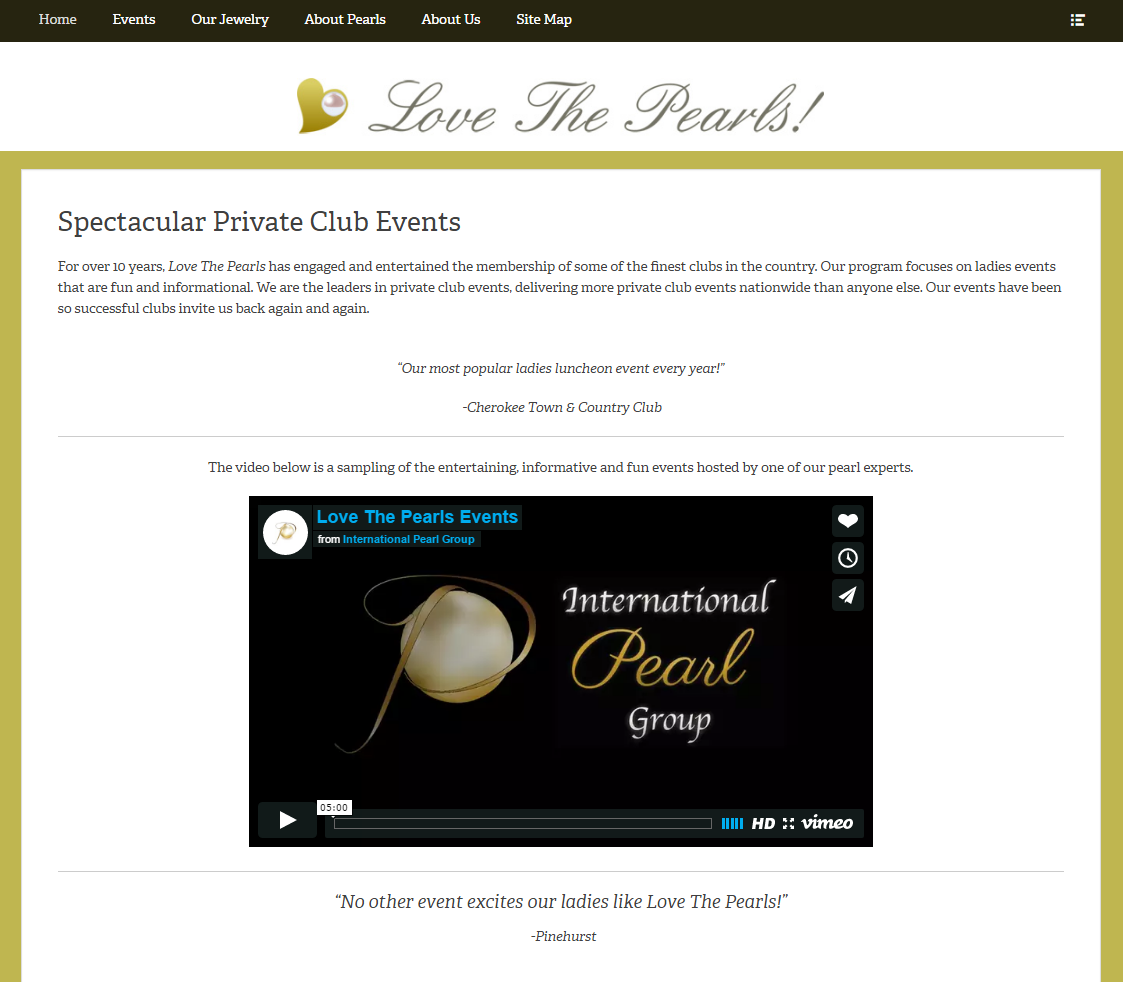 Home Events Our Jewelry About Pearls About Us Site Map
Love The Pearls!
Spectacular Private Club Events
For over 10 years, Love The Pearls has engaged and entertained the membership of some of the finest clubs in the country. Our program focuses on ladies events
that are fun and informational. We are the leaders in private club events, delivering more private club events nationwide than anyone else. Our events have been
so successful clubs invite us back again and again.
“Our most popular ladies luncheon event every year!”
-Cherokee Town & Country Club
The video below is a sampling of the entertaining, informative and fun events hosted by one of our pearl experts.
Love The Pearls Events
from International Pearl Group
International
Pearl
Group
05:00
HD vimeo
“No other event excites our ladies like Love The Pearls!”
-Pinehurst